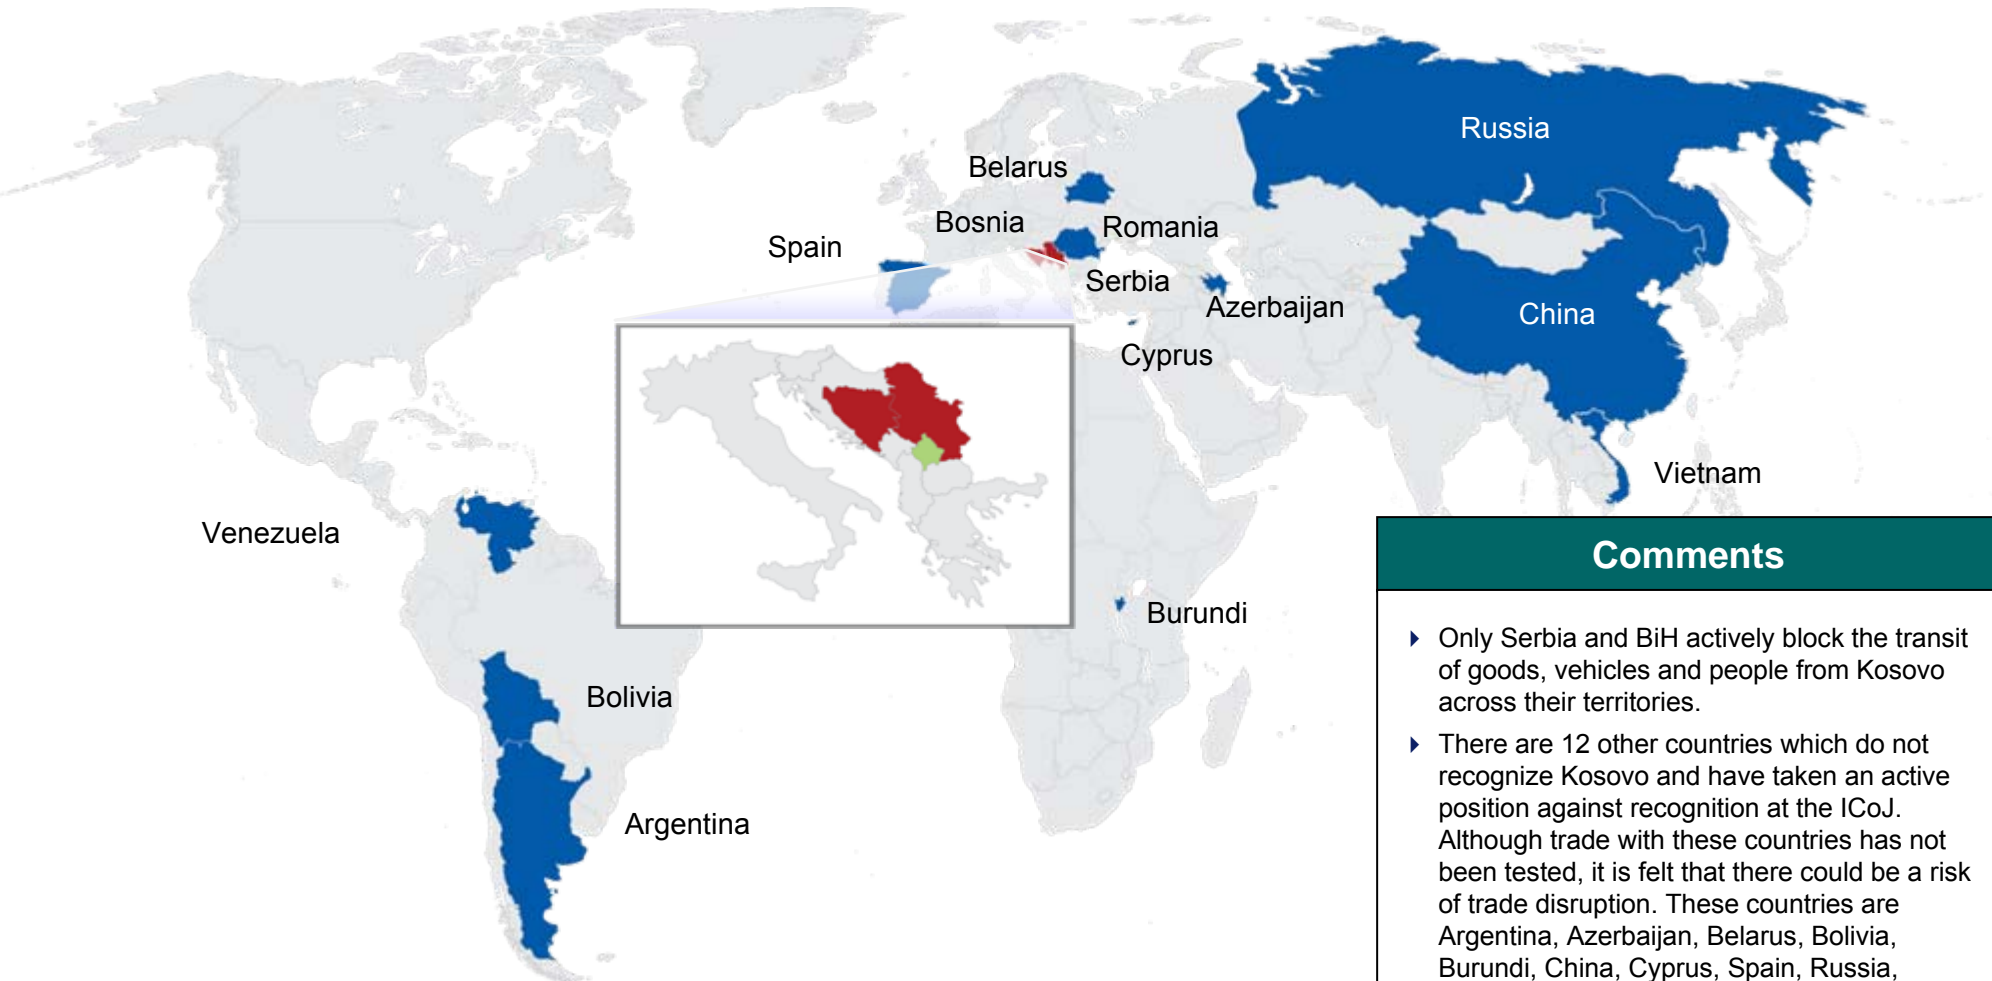 Russia
Belarus
Bosnia
Romania
Spain
Serbia
Azerbaijan
China
Cyprus
Vietnam
Venezuela
Burundi
Bolivia
Argentina
Comments
Only Serbia and BiH actively block the transit
of goods, vehicles and people from Kosovo
across their territories.
There are 12 other countries which do not
recognize Kosovo and have taken an active
position against recognition at the ICoJ.
Although trade with these countries has not
been tested, it is felt that there could be a risk
of trade disruption. These countries are
Argentina, Azerbaijan, Belarus, Bolivia,
Burundi, China, Cyprus, Spain, Russia,